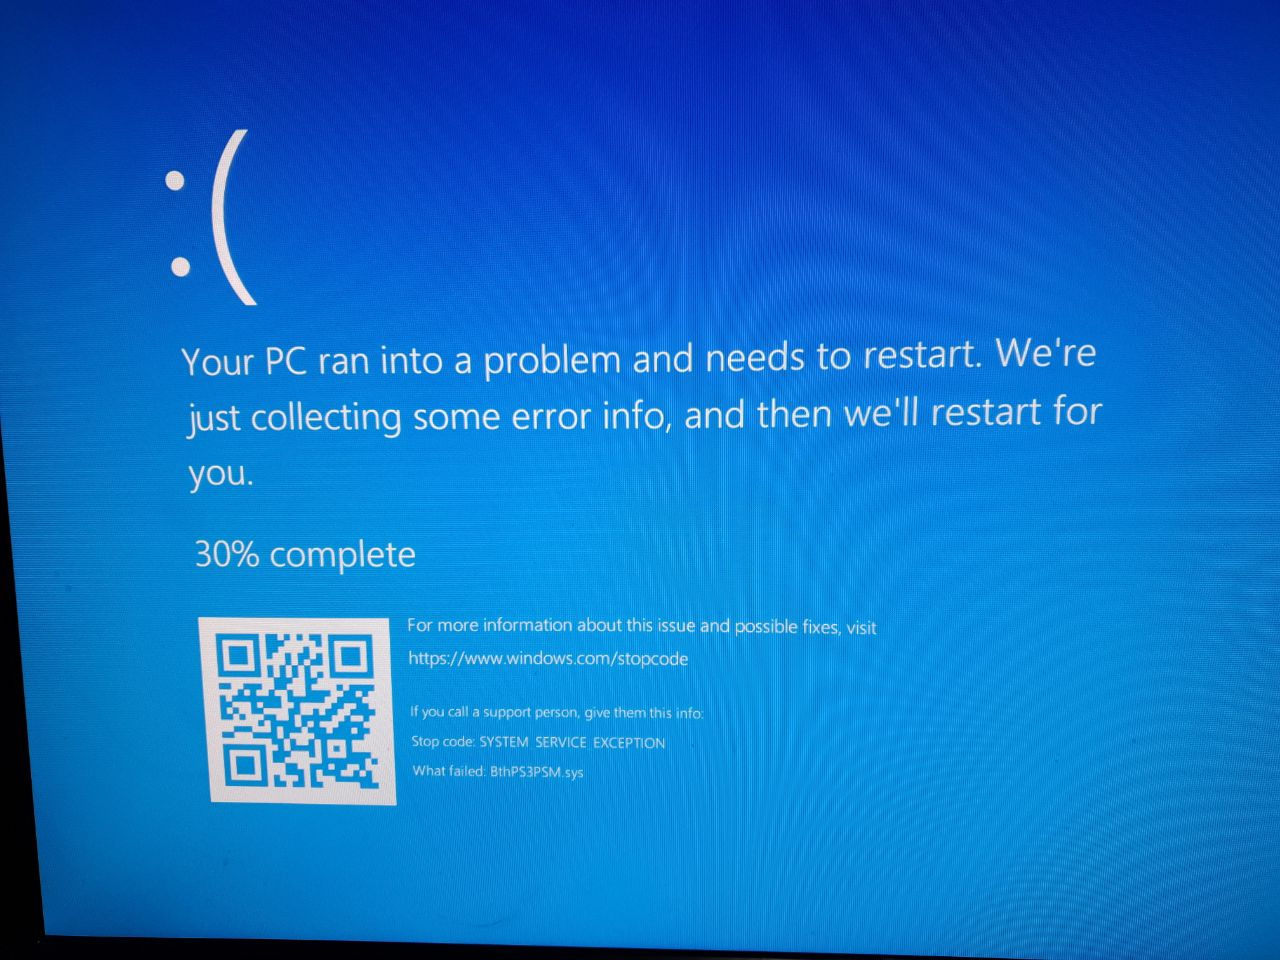 :(
Your PC ran into a problem and needs to restart. We're
just collecting some error info, and then we'll restart for
you.
30% complete
For more information about this issue and possible fixes, visit
https://www.windows.com/stopcode
If you call a support person, give them this info:
Stop code: SYSTEM SERVICE EXCEPTION
What failed: BthPS3PSM.sys